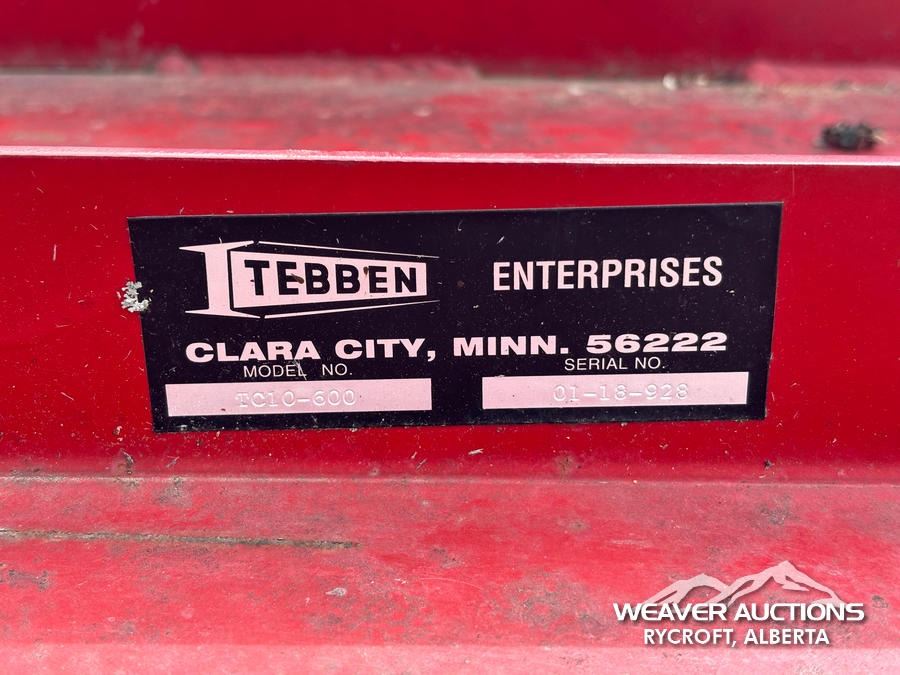 TEBBEN ENTERPRISES
CLARA CITY, MINN. 56222
MODEL NO. SERIAL NO.
TC10-600 01-18-928
WEAVER AUCTIONS
RYCROFT, ALBERTA